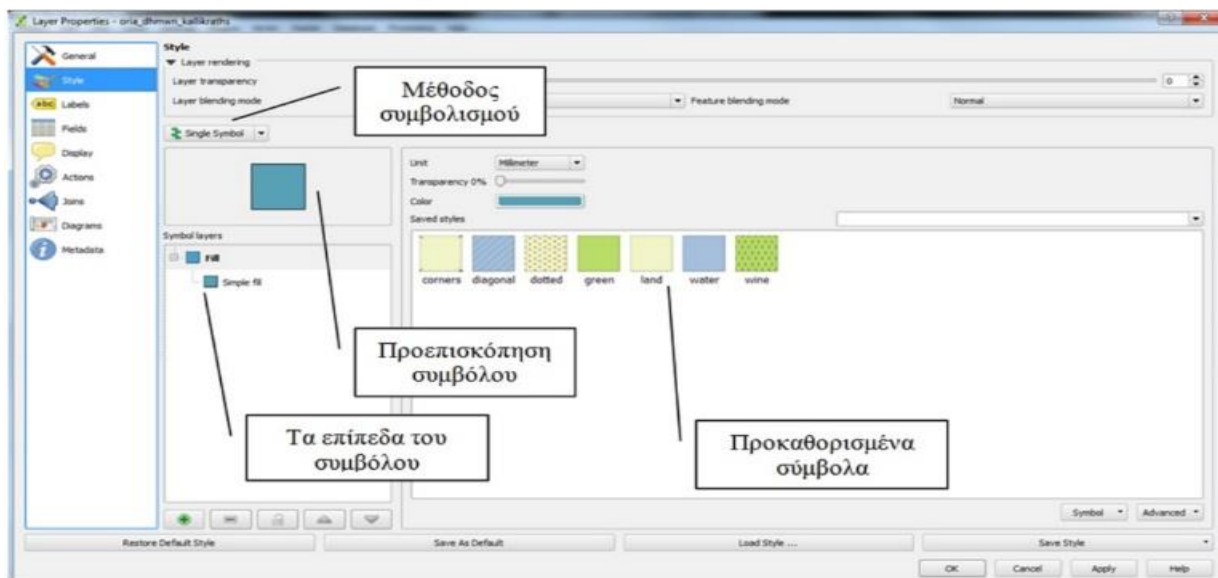 Layer Properties - oria_dhmwn_kallikraths
General
Style
Labels
Fields
Display
Actions
Joins
Diagrams
Metadata
Style
Layer rendering
Layer transparency
0
Layer blending mode
Feature blending mode
Normal
Μέθοδος
συμβολισμού
Single Symbol
Unit
Millimeter
Transparency 0%
Color
Saved styles
Symbol layers
Fill
Simple fill
corners diagonal dotted green land water wine
Προεπισκόπηση
συμβόλου
Τα επίπεδα του
συμβόλου
Προκαθορισμένα
σύμβολα
Symbol
Advanced
Restore Default Style
Save As Default
Load Style ...
Save Style
OK
Cancel
Apply
Help